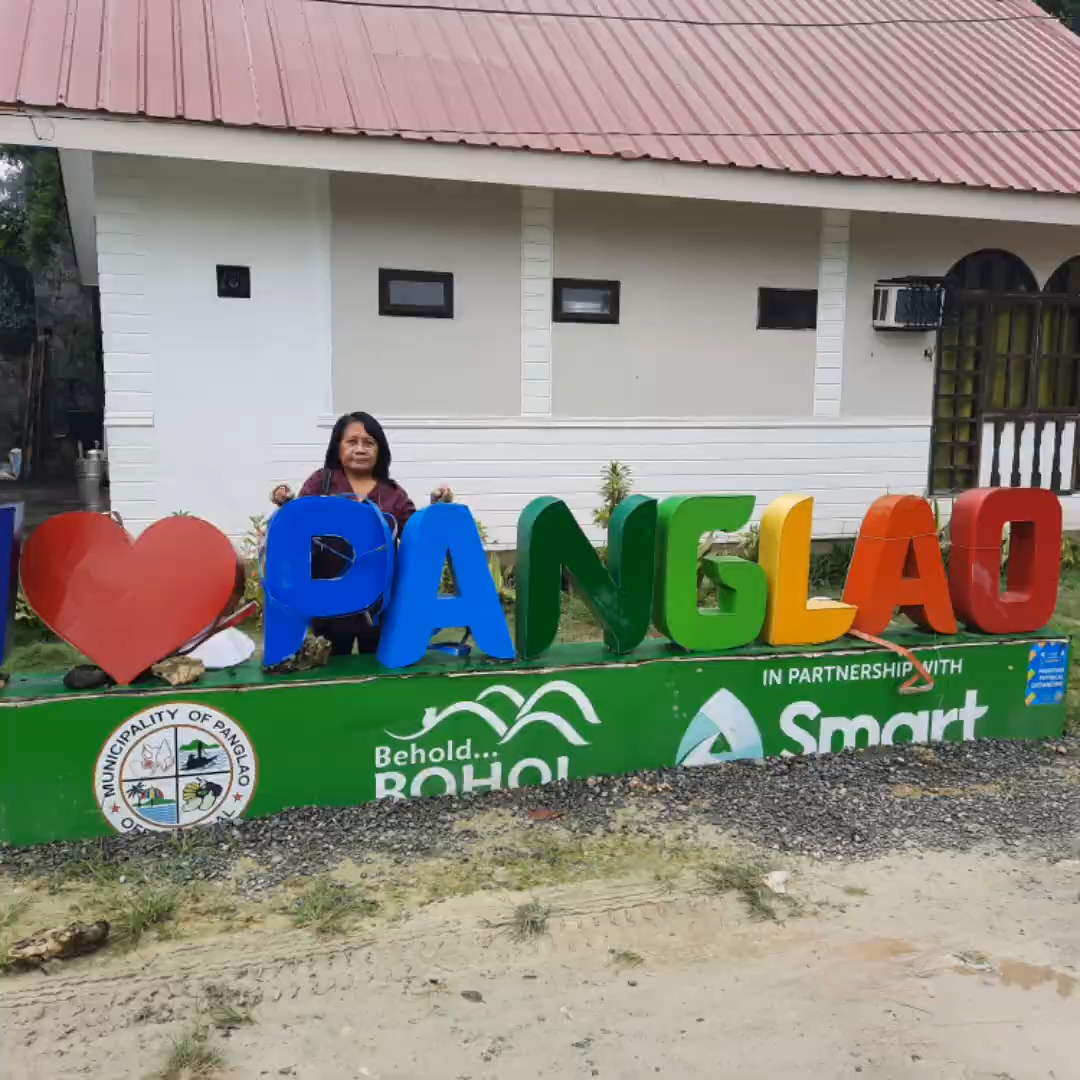 I ❤ PANGLAO
MUNICIPALITY OF PANGLAO
Behold...
BOHOL
IN PARTNERSHIP WITH
Smart